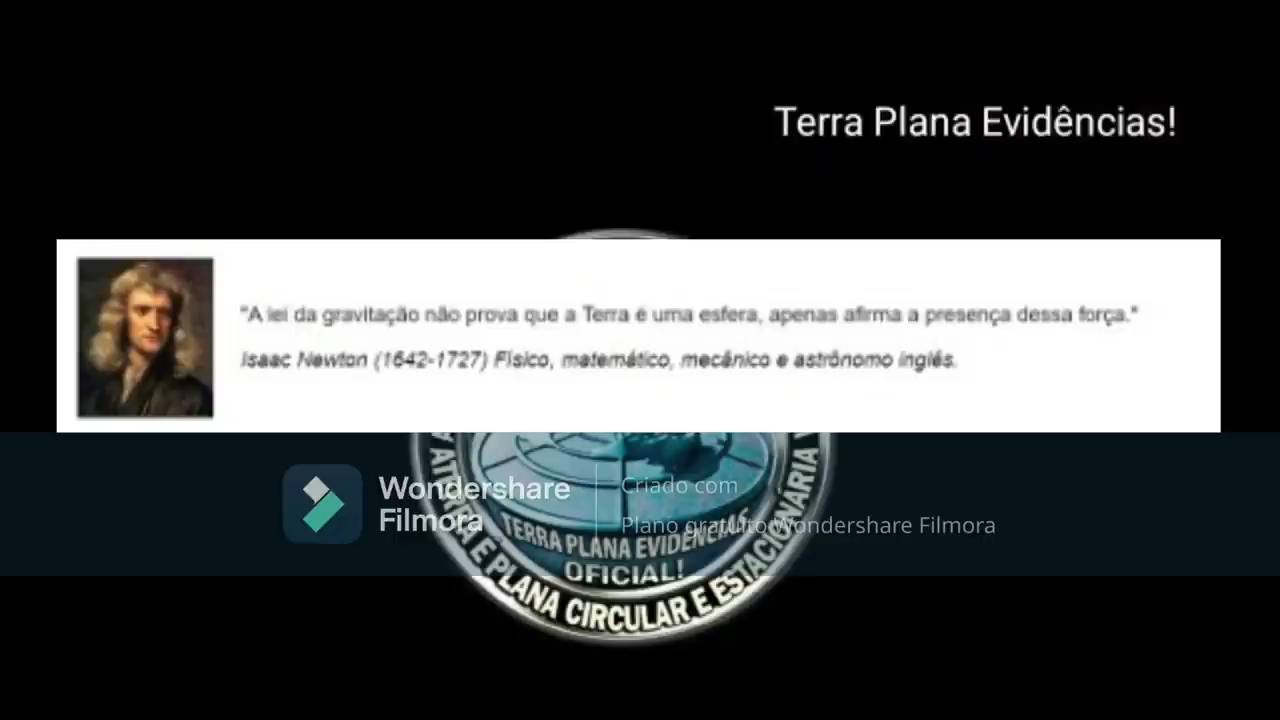 Terra Plana Evidências!
"A lei da gravitação não prova que a Terra é uma esfera, apenas afirma a presença dessa força."
Isaac Newton (1642-1727) Físico, matemático, mecânico e astrônomo inglês.
Wondershare
Filmora
Criado com
Plano gratuito Wondershare Filmora
TERRA PLANA EVIDÊNCIAS
OFICIAL!
A TERRA É PLANA CIRCULAR E ESTACIONÁRIA